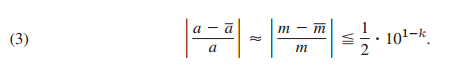 (3) |a − ā / a| ≈ |m − m̄ / m| ≦ 1/2 · 10^{1−k}.